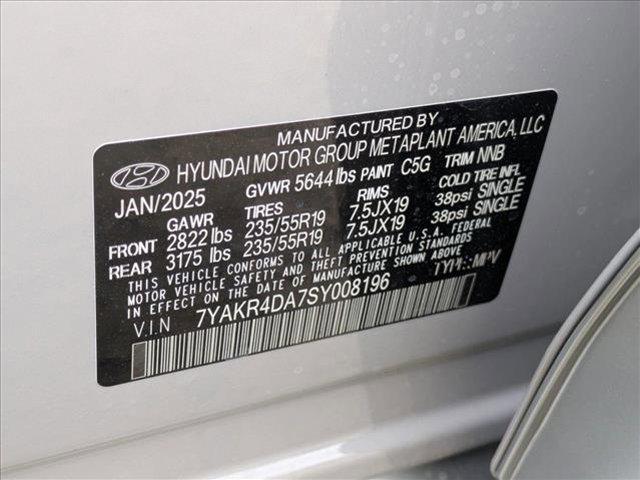 MANUFACTURED BY
HYUNDAI MOTOR GROUP METAPLANT AMERICA, LLC
JAN/2025 GVWR 5644 lbs PAINT C5G TRIM NNB
GAWR TIRES RIMS COLD TIRE INFL
FRONT 2822 lbs 235/55R19 7.5JX19 38psi SINGLE
REAR 3175 lbs 235/55R19 7.5JX19 38psi SINGLE
THIS VEHICLE CONFORMS TO ALL APPLICABLE U.S.A. FEDERAL
MOTOR VEHICLE SAFETY AND THEFT PREVENTION STANDARDS
IN EFFECT ON THE DATE OF MANUFACTURE SHOWN ABOVE
V.I.N 7YAKR4DA7SY008196 TYPE: MPV